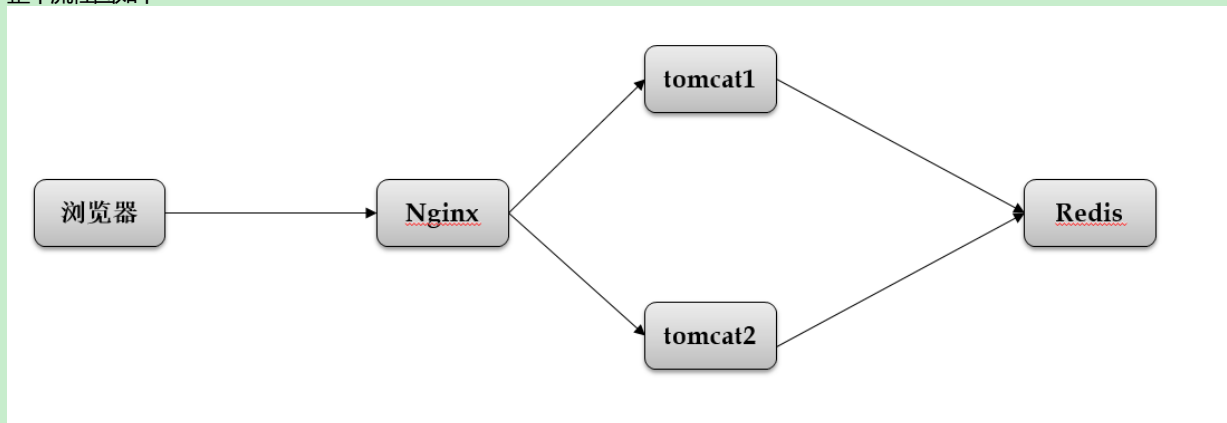 浏览器
Nginx
tomcat1
tomcat2
Redis